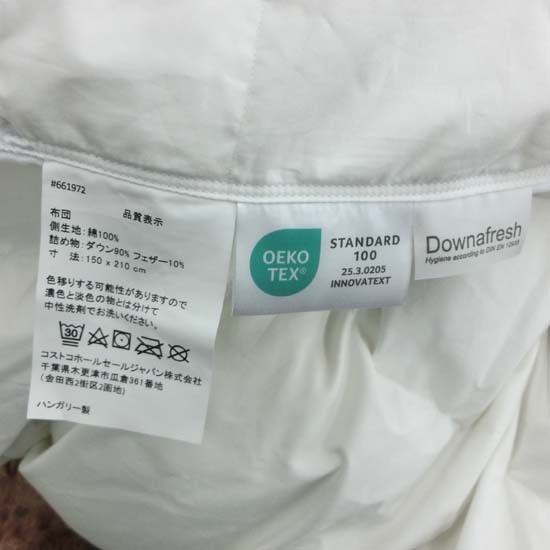 #661972
布団 品質表示
側生地: 綿100%
詰め物: ダウン90% フェザー10%
寸 法: 150 x 210 cm
色移りする可能性がありますので
濃色と淡色の物とは分けて
中性洗剤でお洗いください。
30
コストコホールセールジャパン株式会社
千葉県木更津市瓜倉361番地
(金田西2街区2画地)
ハンガリー製
OEKO
TEX®
STANDARD
100
25.3.0205
INNOVATEXT
Downafresh
Hygiene according to DIN EN 12935